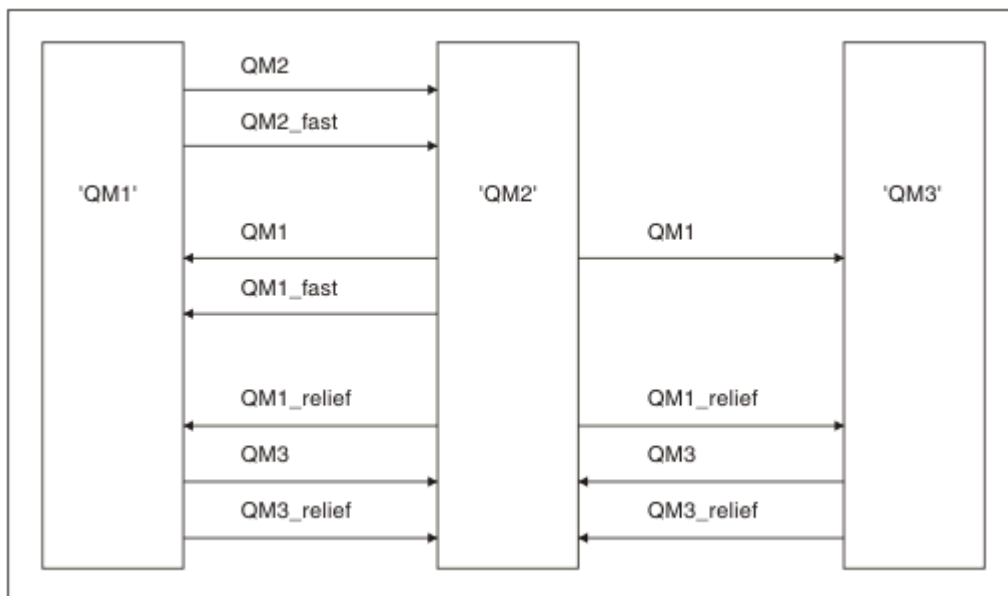 QM2
QM2_fast
'QM1' 'QM2' 'QM3'
QM1 QM1
QM1_fast
QM1_relief QM1_relief
QM3 QM3
QM3_relief QM3_relief